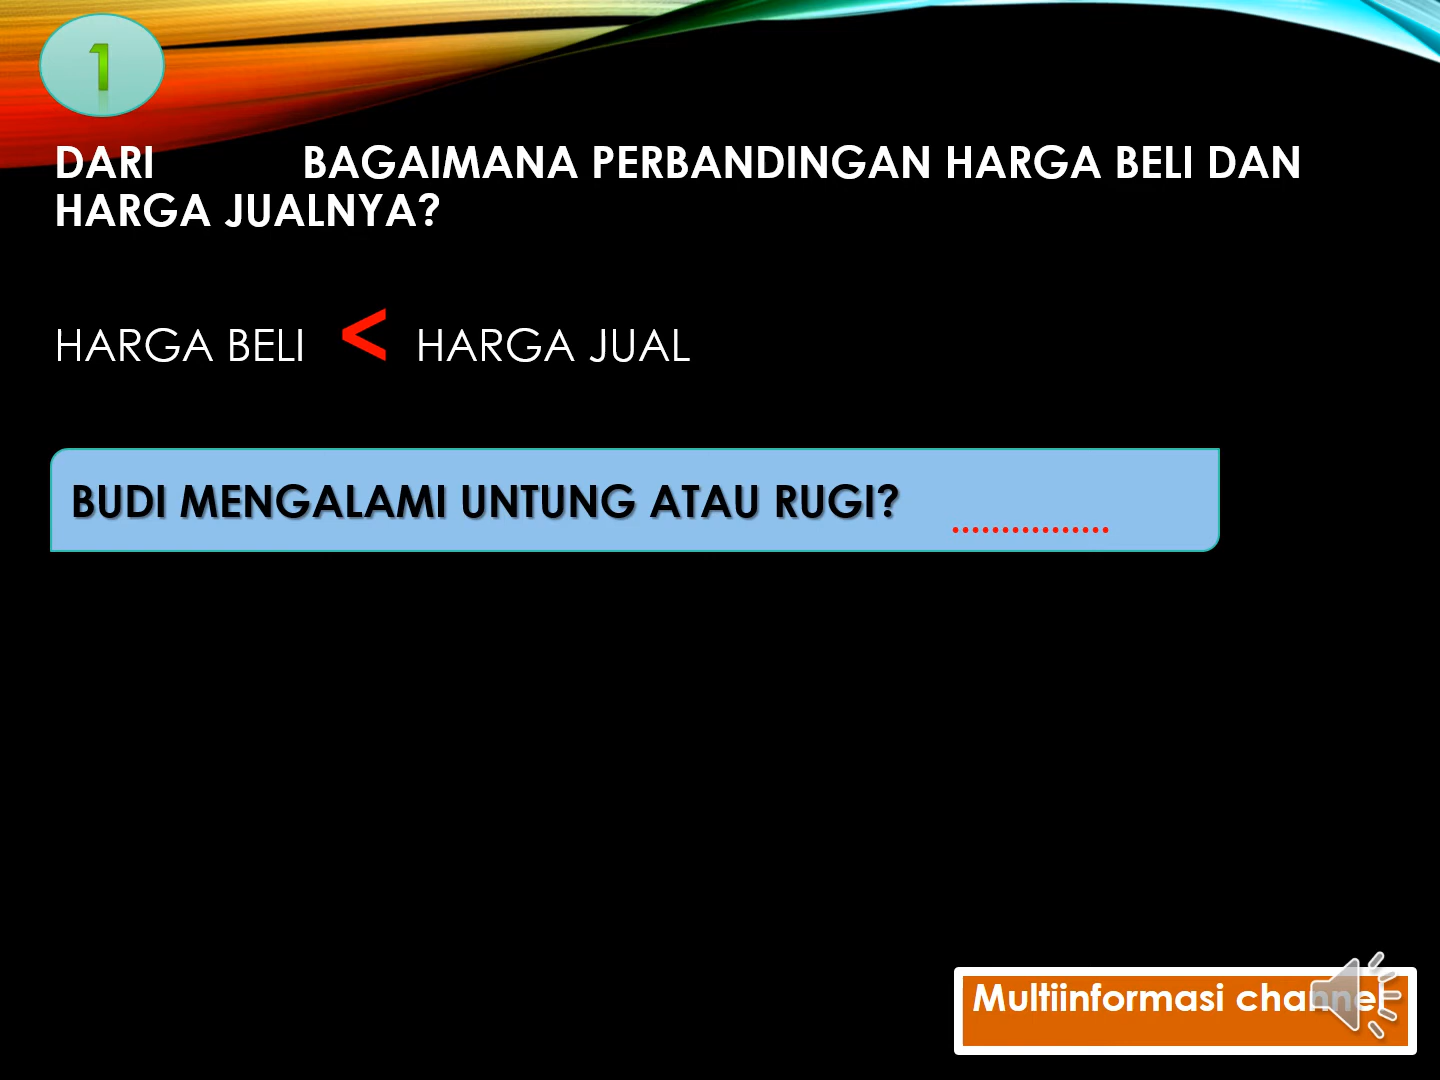 1
DARI BAGAIMANA PERBANDINGAN HARGA BELI DAN
HARGA JUALNYA?
HARGA BELI < HARGA JUAL
BUDI MENGALAMI UNTUNG ATAU RUGI? ................
Multiinformasi channel